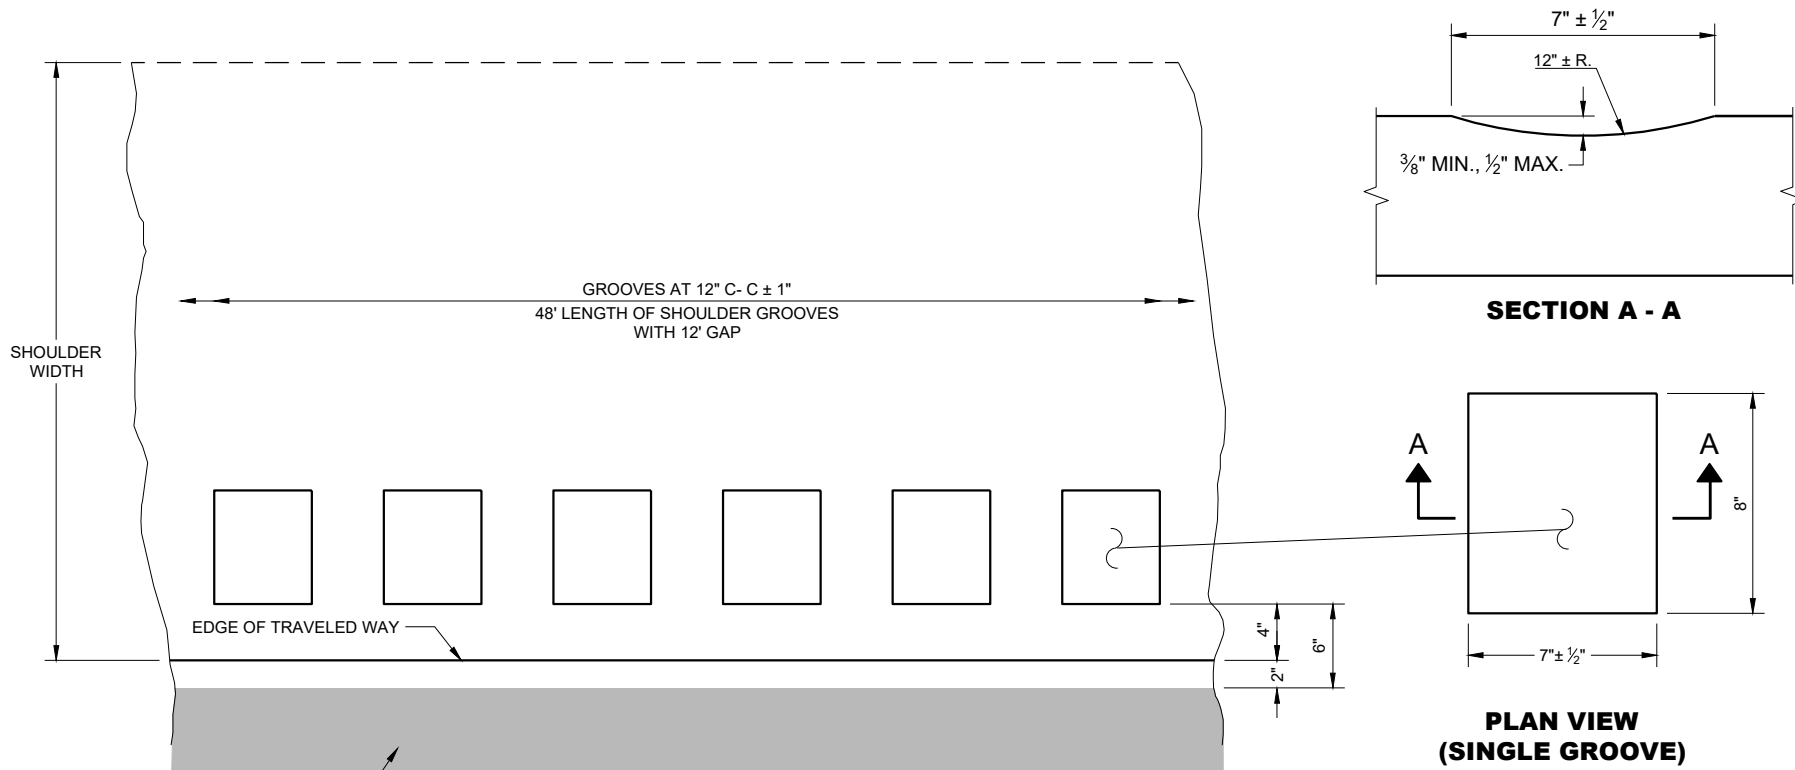 7" ± ½"
12" ± R.
⅜" MIN., ½" MAX.
SECTION A - A
GROOVES AT 12" C- C ± 1"
48' LENGTH OF SHOULDER GROOVES
WITH 12' GAP
SHOULDER
WIDTH
A
A
8"
EDGE OF TRAVELED WAY
4"
6"
2"
7"± ½"
PLAN VIEW
(SINGLE GROOVE)